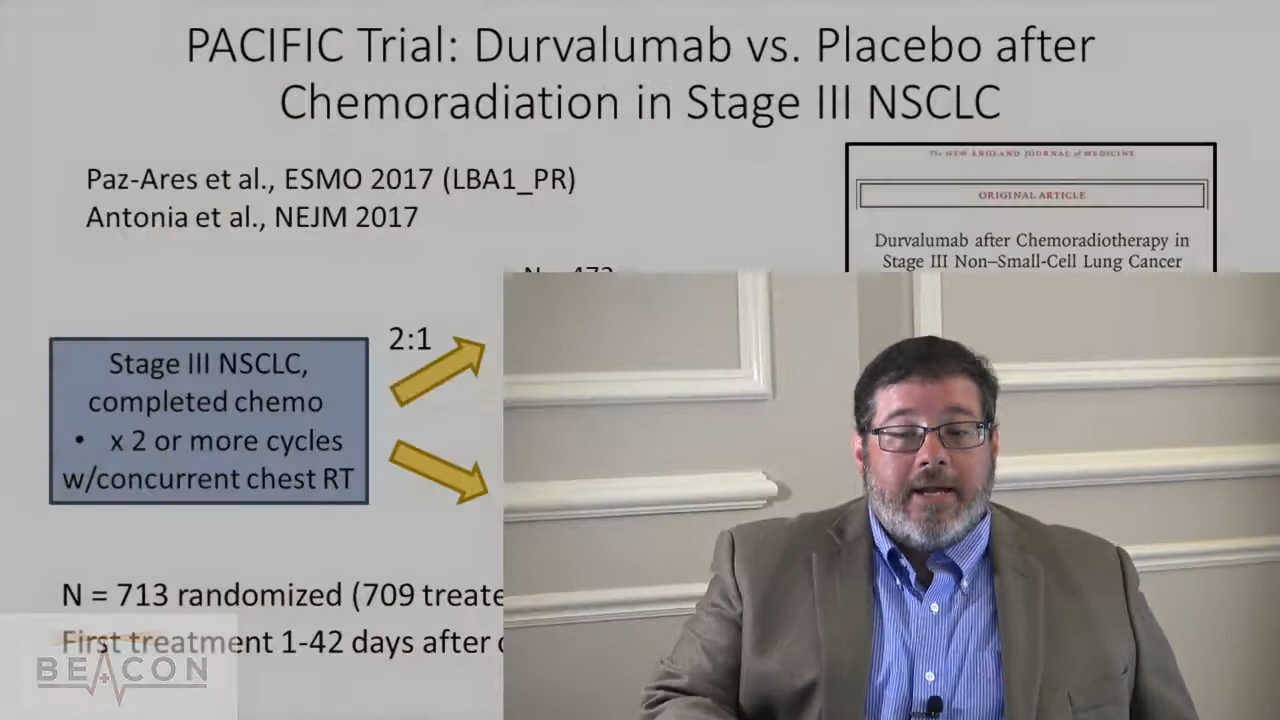 PACIFIC Trial: Durvalumab vs. Placebo after
Chemoradiation in Stage III NSCLC
Paz-Ares et al., ESMO 2017 (LBA1_PR)
Antonia et al., NEJM 2017
The NEW ENGLAND JOURNAL of MEDICINE
ORIGINAL ARTICLE
Durvalumab after Chemoradiotherapy in
Stage III Non–Small-Cell Lung Cancer
2:1
Stage III NSCLC,
completed chemo
• x 2 or more cycles
w/concurrent chest RT
N = 713 randomized (709
First treatment 1-42 days after
BEACON